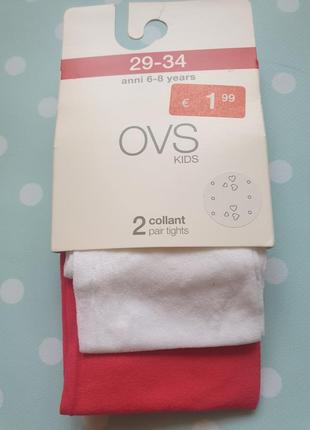 29-34
anni 6-8 years
€ 1.99
OVS
KIDS
2 collant
pair tights